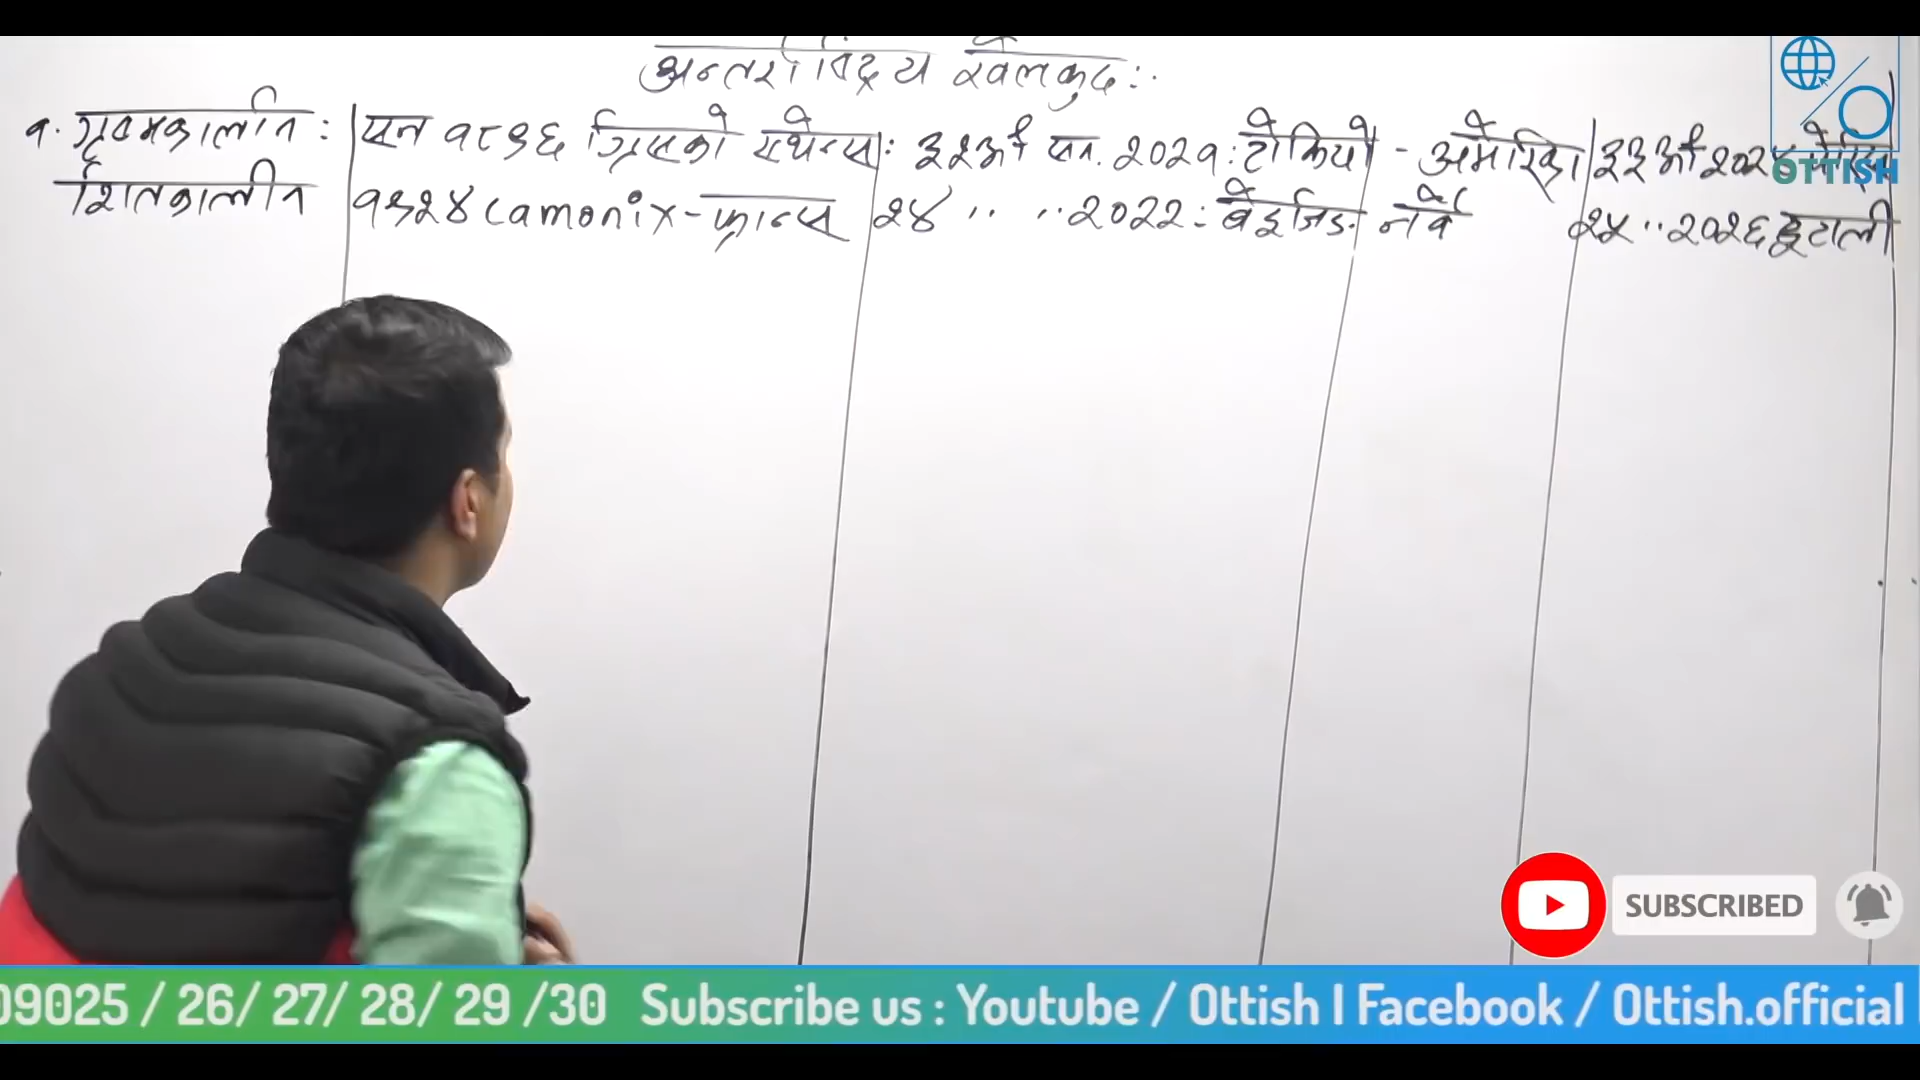 अन्तर्राष्ट्रिय खेलकुद :
१. गृष्मकालीन : सन १८९६ ग्रिसको एथेन्स : ३२औं सन. 2029 : टोकियो - अमेरिका ३३औं २०२४ पेरिस
शितकालीन १९२४ camonix - फ्रान्स २४ " " 2022 : बेइजिङ नर्वे २५ " २०२६ इटाली
OTTISH
SUBSCRIBED
09025 / 26/ 27/ 28/ 29 /30 Subscribe us : Youtube / Ottish I Facebook / Ottish.official